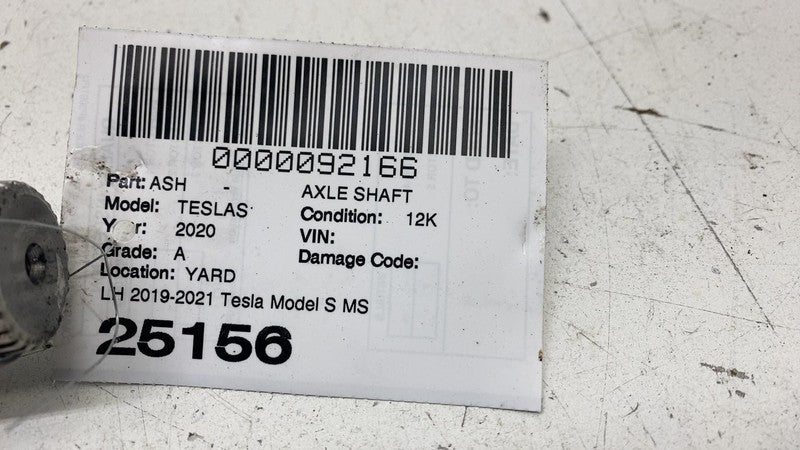 0000092166
Part: ASH - AXLE SHAFT
Model: TESLAS Condition: 12K
Year: 2020 VIN:
Grade: A Damage Code:
Location: YARD
LH 2019-2021 Tesla Model S MS
25156